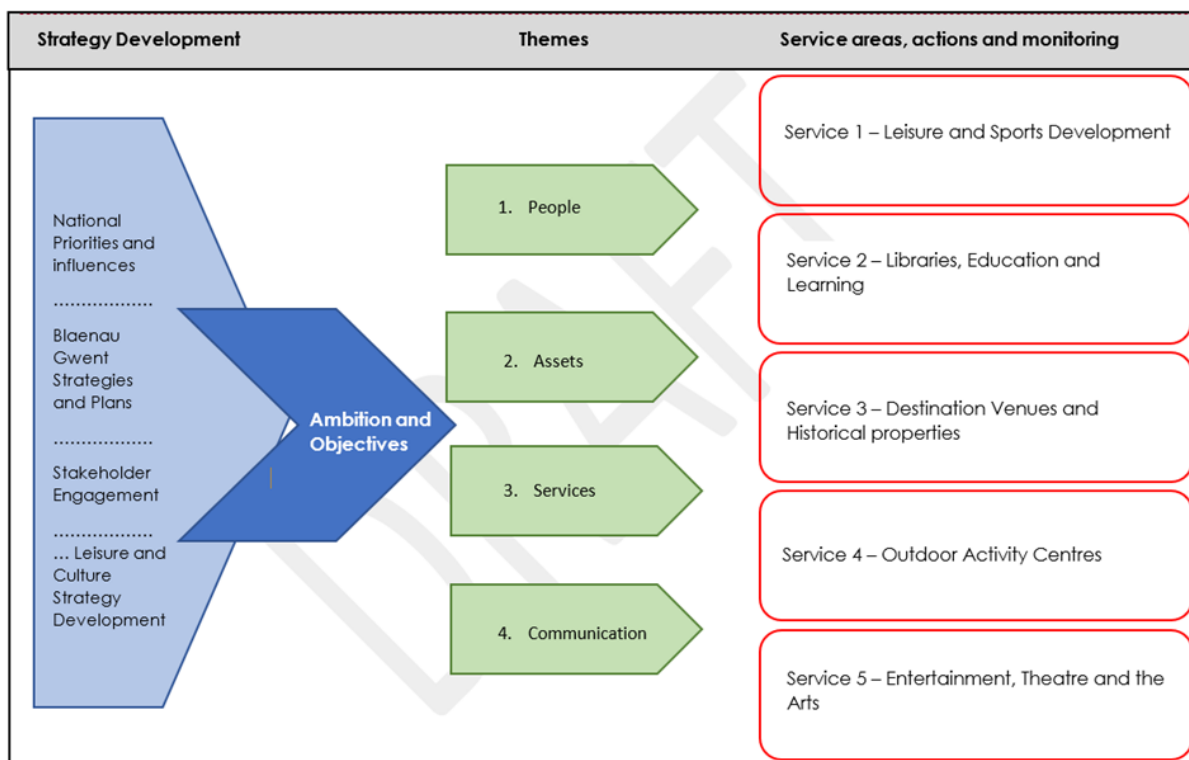 Strategy Development
Themes
Service areas, actions and monitoring
National
Priorities and
influences
..................
Blaenau
Gwent
Strategies
and Plans
..................
Stakeholder
Engagement
..................
... Leisure and
Culture
Strategy
Development
Ambition and
Objectives
1. People
2. Assets
3. Services
4. Communication
Service 1 – Leisure and Sports Development
Service 2 – Libraries, Education and
Learning
Service 3 – Destination Venues and
Historical properties
Service 4 – Outdoor Activity Centres
Service 5 – Entertainment, Theatre and the
Arts
DRAFT